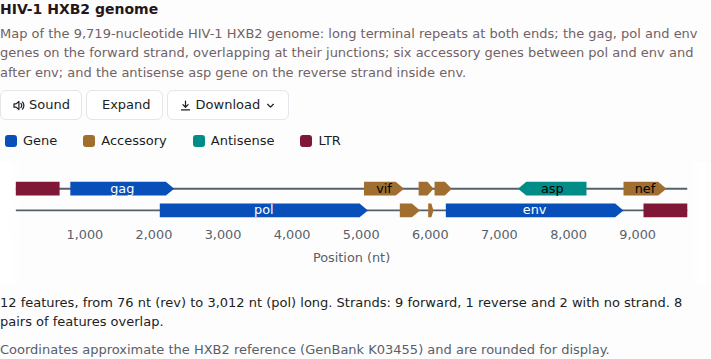 HIV-1 HXB2 genome
Map of the 9,719-nucleotide HIV-1 HXB2 genome: long terminal repeats at both ends; the gag, pol and env
genes on the forward strand, overlapping at their junctions; six accessory genes between pol and env and
after env; and the antisense asp gene on the reverse strand inside env.
Sound Expand Download
Gene Accessory Antisense LTR
gag vif asp nef
pol env
1,000 2,000 3,000 4,000 5,000 6,000 7,000 8,000 9,000
Position (nt)
12 features, from 76 nt (rev) to 3,012 nt (pol) long. Strands: 9 forward, 1 reverse and 2 with no strand. 8
pairs of features overlap.
Coordinates approximate the HXB2 reference (GenBank K03455) and are rounded for display.